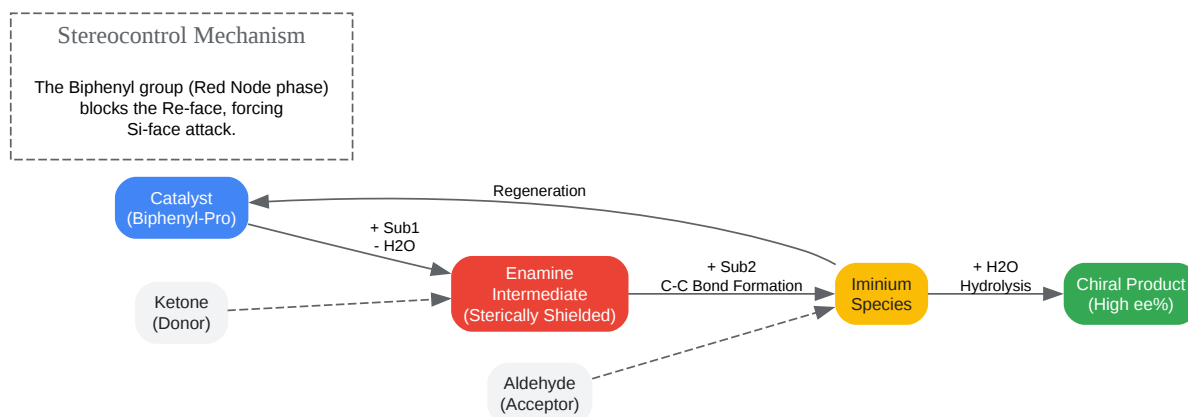 Stereocontrol Mechanism
The Biphenyl group (Red Node phase)
blocks the Re-face, forcing
Si-face attack.
Catalyst
(Biphenyl-Pro)
Regeneration
+ Sub1
- H2O
Ketone
(Donor)
Enamine
Intermediate
(Sterically Shielded)
+ Sub2
C-C Bond Formation
Aldehyde
(Acceptor)
Iminium
Species
+ H2O
Hydrolysis
Chiral Product
(High ee%)